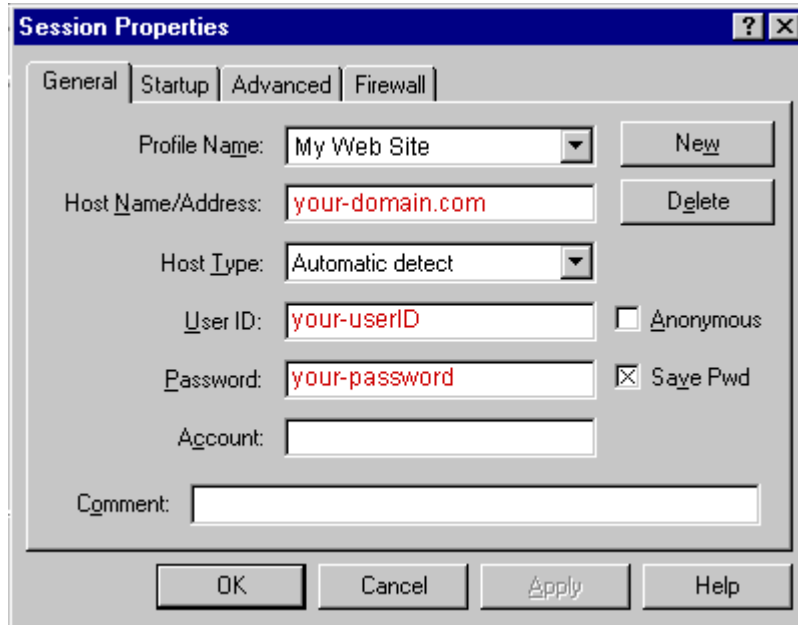 Session Properties
General Startup Advanced Firewall
Profile Name: My Web Site New
Host Name/Address: your-domain.com Delete
Host Type: Automatic detect
User ID: your-userID Anonymous
Password: your-password Save Pwd
Account:
Comment:
OK Cancel Apply Help